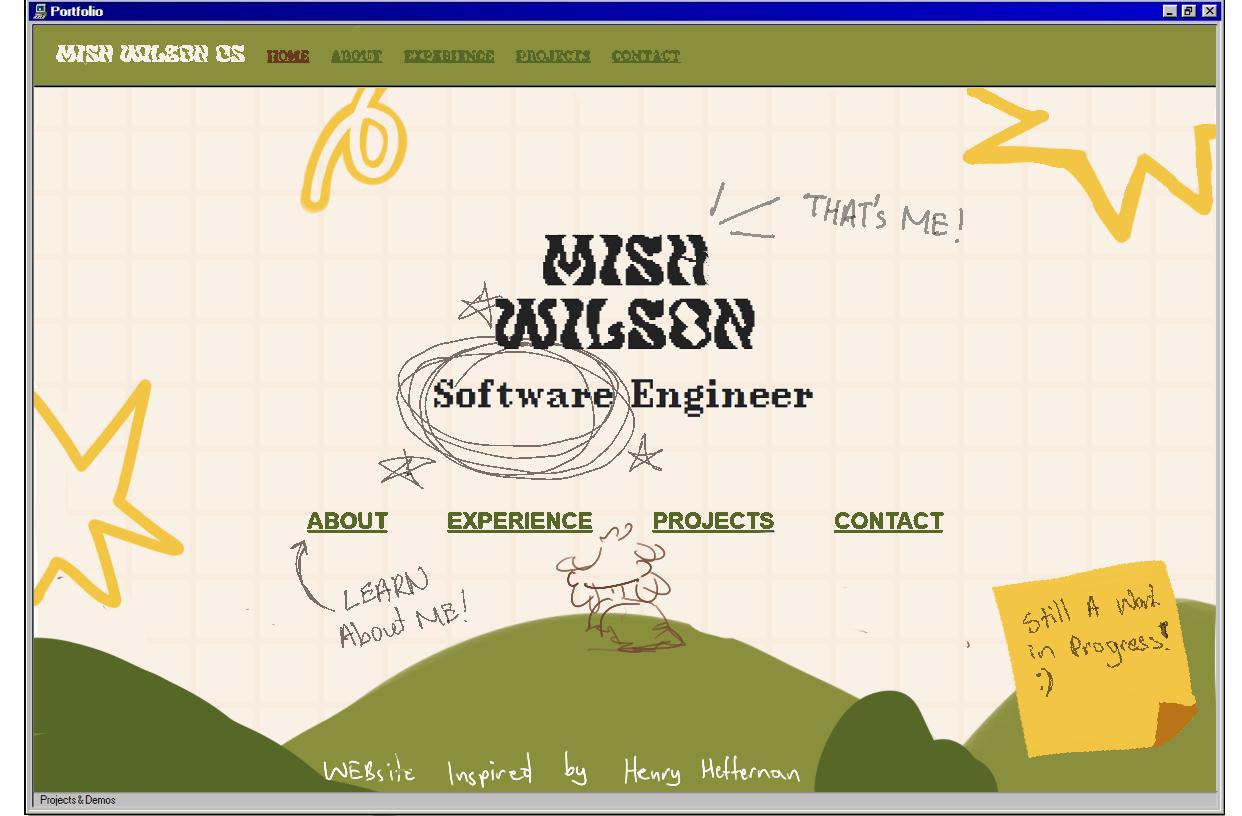 Portfolio
MISH WILSON OS HOME ABOUT EXPERIENCE PROJECTS CONTACT
THAT'S ME!
MISH
WILSON
Software Engineer
ABOUT EXPERIENCE PROJECTS CONTACT
LEARN
About ME!
Still A Work
in Progress!
:)
WEBsite Inspired by Henry Heffernan
Projects & Demos